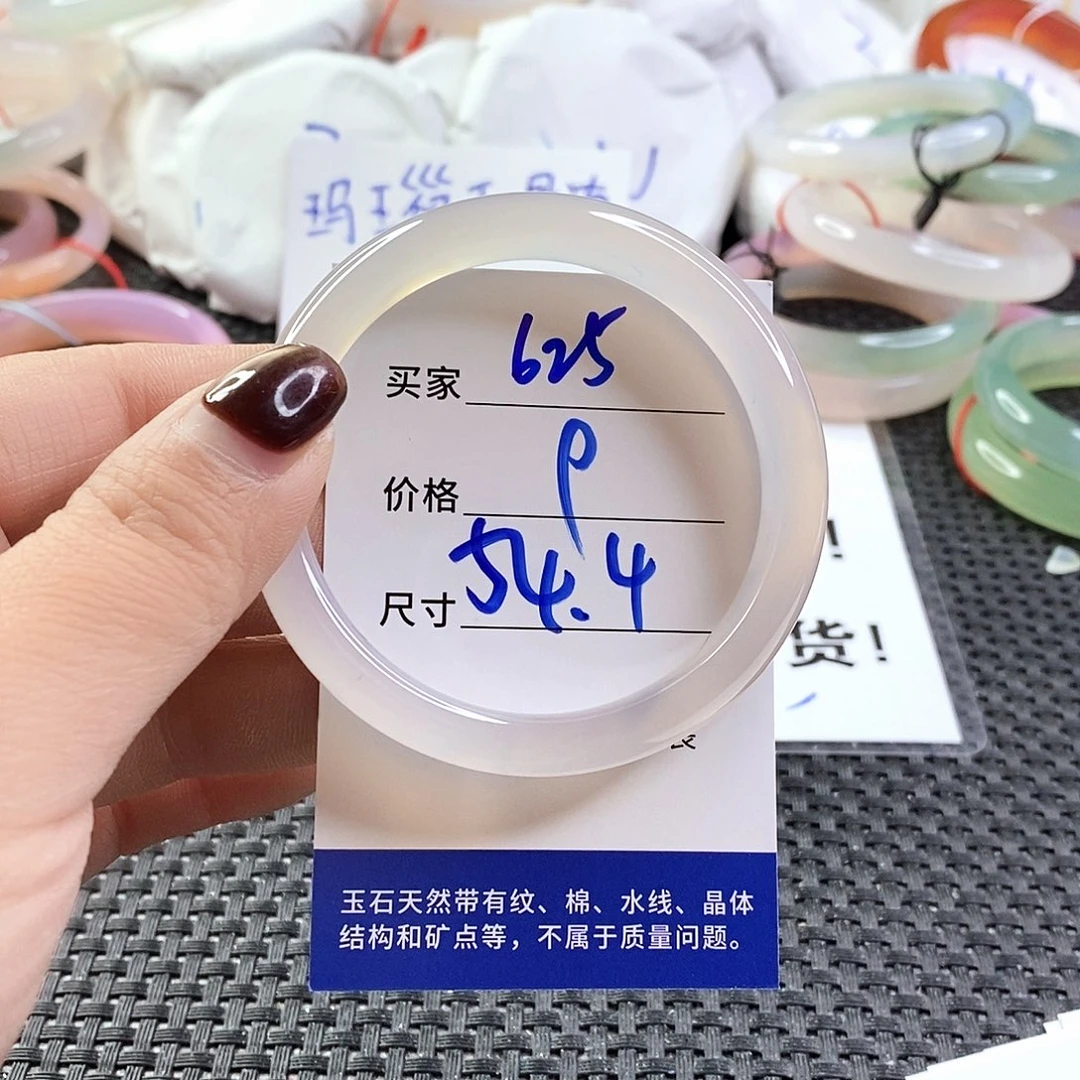 玛瑙
买家 625
价格 P
尺寸 54.4
!
货!
玉石天然带有纹、棉、水线、晶体
结构和矿点等，不属于质量问题。